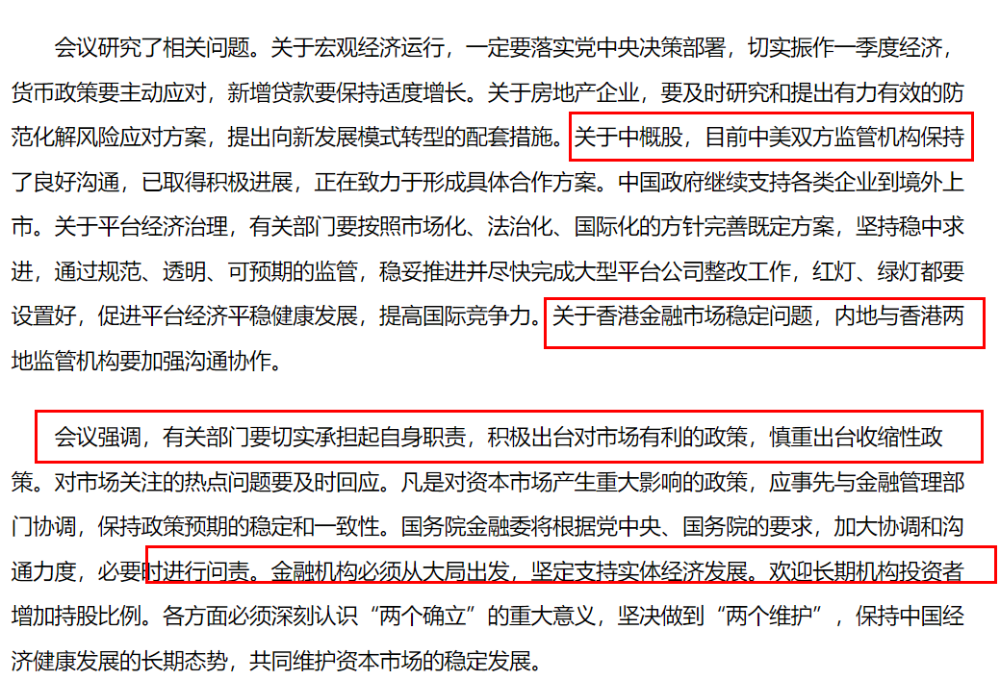 会议研究了相关问题。关于宏观经济运行，一定要落实党中央决策部署，切实振作一季度经济，
货币政策要主动应对，新增贷款要保持适度增长。关于房地产企业，要及时研究和提出有力有效的防
范化解风险应对方案，提出向新发展模式转型的配套措施。关于中概股，目前中美双方监管机构保持
了良好沟通，已取得积极进展，正在致力于形成具体合作方案。中国政府继续支持各类企业到境外上
市。关于平台经济治理，有关部门要按照市场化、法治化、国际化的方针完善既定方案，坚持稳中求
进，通过规范、透明、可预期的监管，稳妥推进并尽快完成大型平台公司整改工作，红灯、绿灯都要
设置好，促进平台经济平稳健康发展，提高国际竞争力。关于香港金融市场稳定问题，内地与香港两
地监管机构要加强沟通协作。
会议强调，有关部门要切实承担起自身职责，积极出台对市场有利的政策，慎重出台收缩性政
策。对市场关注的热点问题要及时回应。凡是对资本市场产生重大影响的政策，应事先与金融管理部
门协调，保持政策预期的稳定和一致性。国务院金融委将根据党中央、国务院的要求，加大协调和沟
通力度，必要时进行问责。金融机构必须从大局出发，坚定支持实体经济发展。欢迎长期机构投资者
增加持股比例。各方面必须深刻认识“两个确立”的重大意义，坚决做到“两个维护”，保持中国经
济健康发展的长期态势，共同维护资本市场的稳定发展。